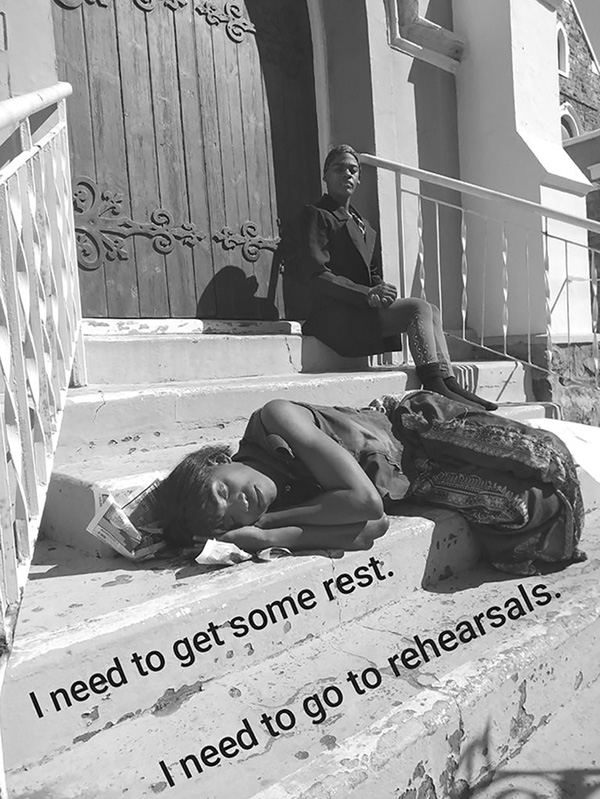 I need to get some rest.
I need to go to rehearsals.